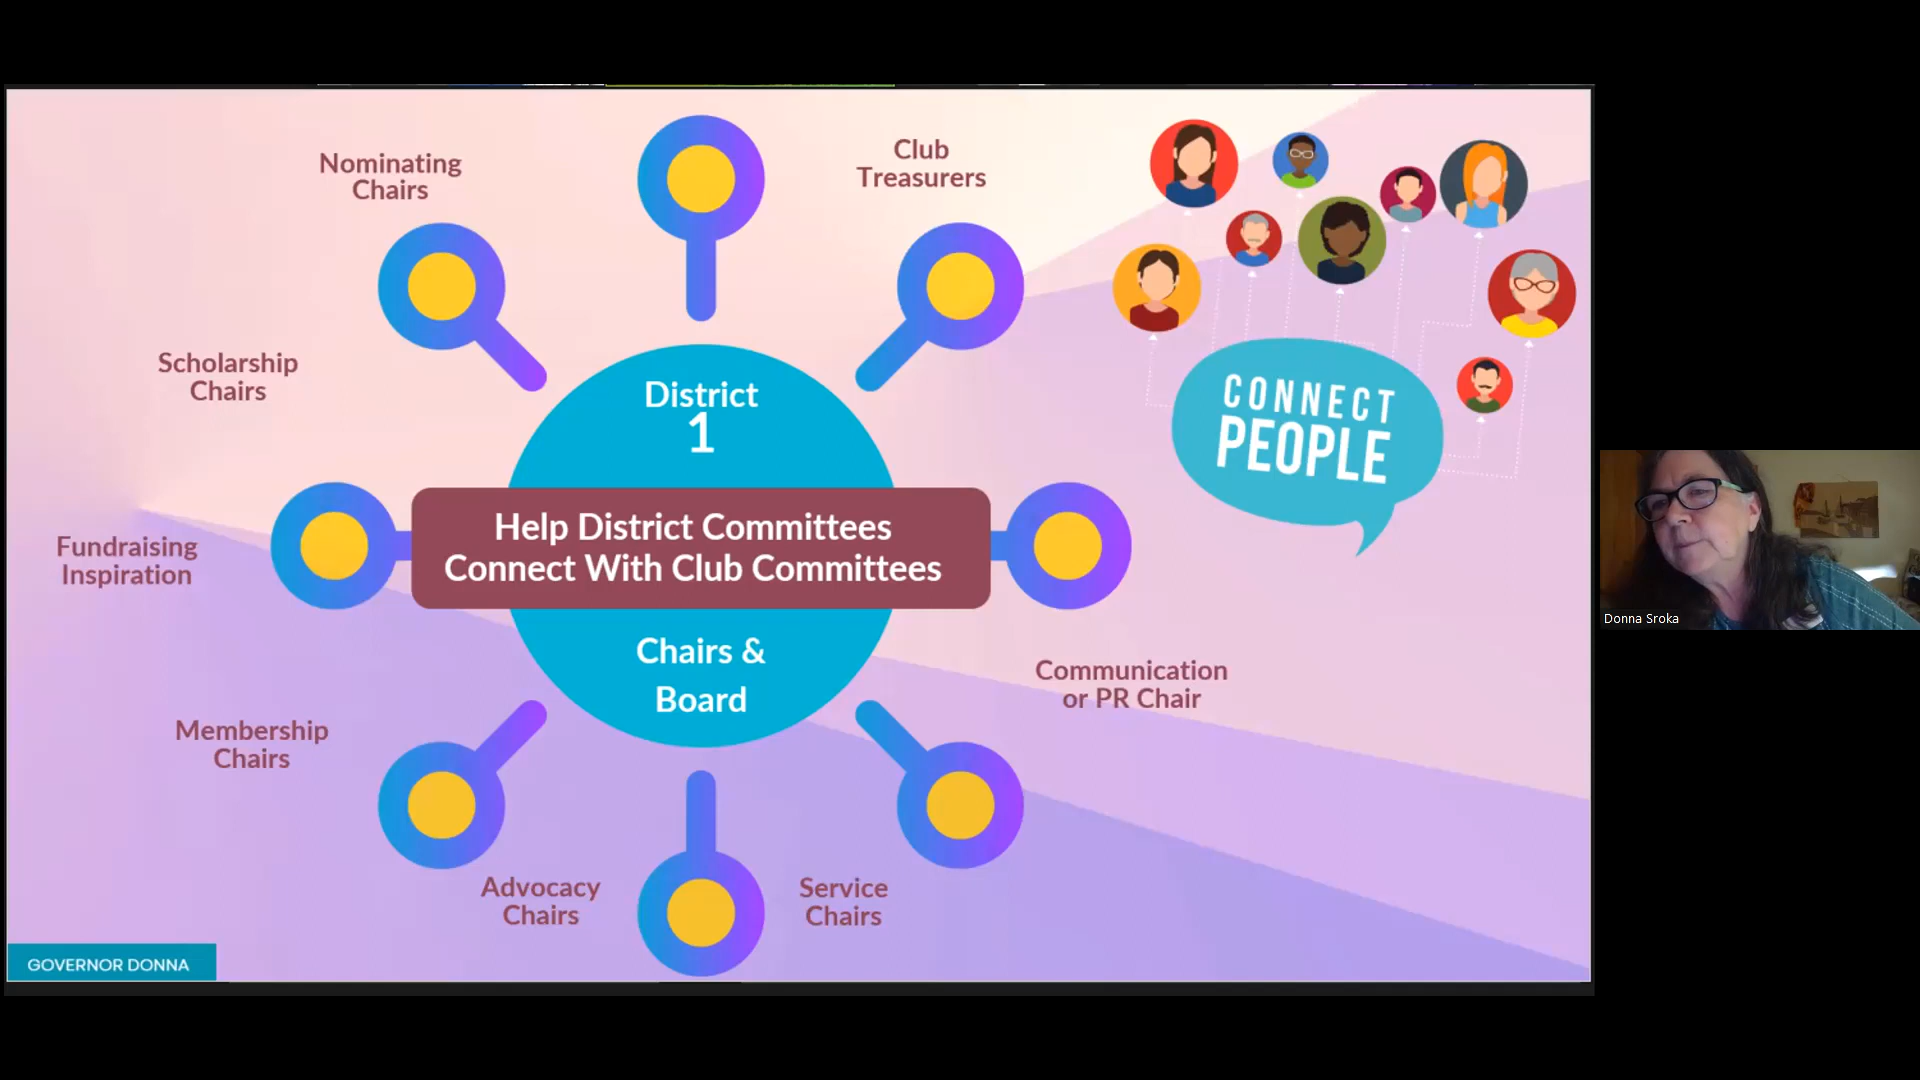 Nominating
Chairs
Club
Treasurers
Scholarship
Chairs
District
1
CONNECT
PEOPLE
Help District Committees
Connect With Club Committees
Fundraising
Inspiration
Chairs &
Board
Communication
or PR Chair
Membership
Chairs
Advocacy
Chairs
Service
Chairs
GOVERNOR DONNA
Donna Sroka